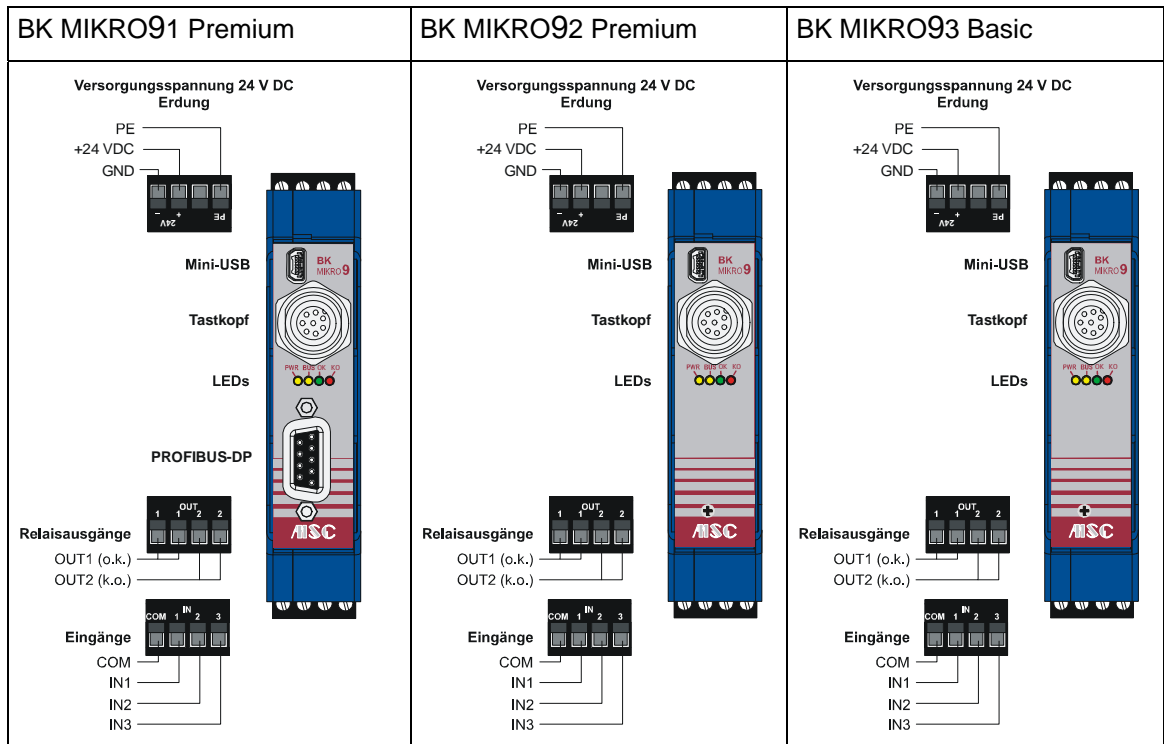 BK MIKRO91 Premium
Versorgungsspannung 24 V DC
Erdung
PE
+24 VDC
GND
– 24V + PE
Mini-USB
BK
MIKRO9
Tastkopf
PWR BUS OK KO
LEDs
PROFIBUS-DP
OUT
1 1 2 2
MSC
Relaisausgänge
OUT1 (o.k.)
OUT2 (k.o.)
IN
COM 1 2 3
Eingänge
COM
IN1
IN2
IN3
BK MIKRO92 Premium
Versorgungsspannung 24 V DC
Erdung
PE
+24 VDC
GND
– 24V + PE
Mini-USB
BK
MIKRO9
Tastkopf
PWR BUS OK KO
LEDs
OUT
1 1 2 2
MSC
Relaisausgänge
OUT1 (o.k.)
OUT2 (k.o.)
IN
COM 1 2 3
Eingänge
COM
IN1
IN2
IN3
BK MIKRO93 Basic
Versorgungsspannung 24 V DC
Erdung
PE
+24 VDC
GND
– 24V + PE
Mini-USB
BK
MIKRO9
Tastkopf
PWR BUS OK KO
LEDs
OUT
1 1 2 2
MSC
Relaisausgänge
OUT1 (o.k.)
OUT2 (k.o.)
IN
COM 1 2 3
Eingänge
COM
IN1
IN2
IN3